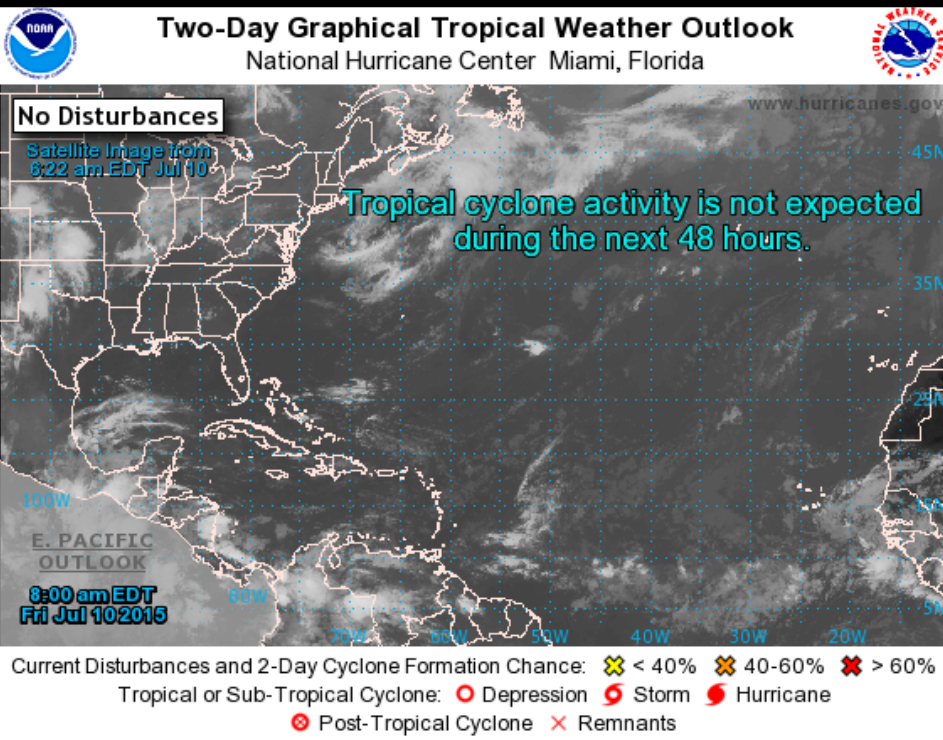 NOAA
Two-Day Graphical Tropical Weather Outlook
National Hurricane Center Miami, Florida
www.hurricanes.gov
No Disturbances
Satellite Image from
6:22 am EDT Jul 10
45N
Tropical cyclone activity is not expected
during the next 48 hours.
35N
25N
100W
15N
E. PACIFIC
OUTLOOK
8:00 am EDT
Fri Jul 10 2015
80W
5N
70W 60W 50W 40W 30W 20W
Current Disturbances and 2-Day Cyclone Formation Chance: < 40% 40-60% > 60%
Tropical or Sub-Tropical Cyclone: Depression Storm Hurricane
Post-Tropical Cyclone Remnants